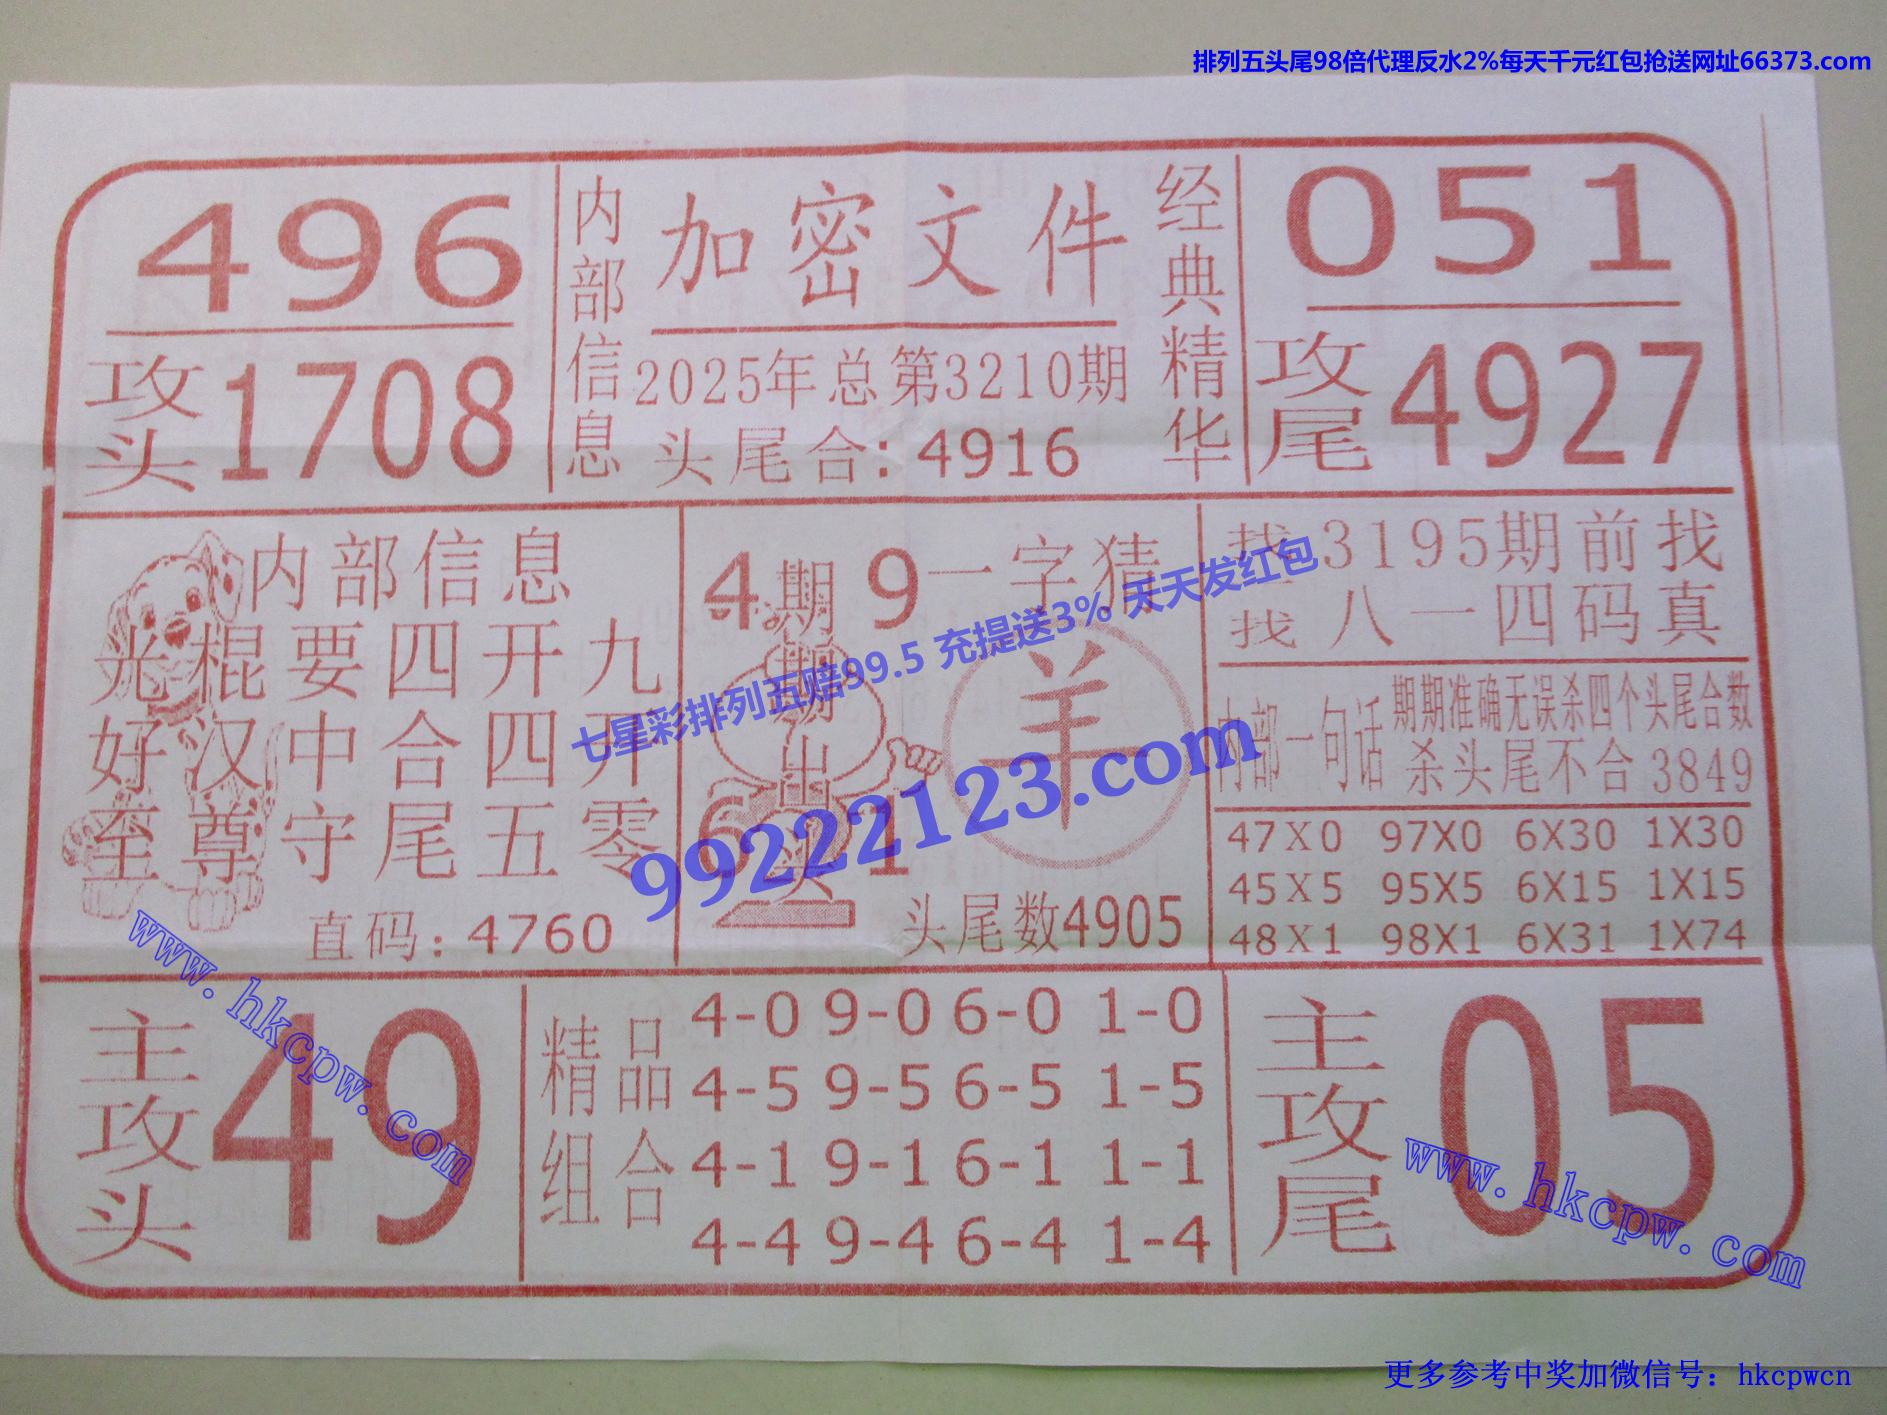 排列五头尾98倍代理反水2%每天千元红包抢送网址66373.com
496
攻头1708
内部信息
加密文件
2025年总第3210期
头尾合:4916
经典精华
051
攻尾4927
内部信息
光棍要四开九
好汉中合四开
至尊守尾五零
直码:4760
4 9
期期出头
6 1
一字猜
羊
头尾数4905
找找
3195期前找
八一四码真
内部一句话
期期准确无误杀四个头尾合数
杀头尾不合3849
47X0 97X0 6X30 1X30
45X5 95X5 6X15 1X15
48X1 98X1 6X31 1X74
主攻头
49
精品组合
4-0 9-0 6-0 1-0
4-5 9-5 6-5 1-5
4-1 9-1 6-1 1-1
4-4 9-4 6-4 1-4
主攻尾
05
七星彩排列五赔99.5 充提送3% 天天发红包
99222123.com
www.hkcpw.com
www.hkcpw.com
更多参考中奖加微信号：hkcpwcn